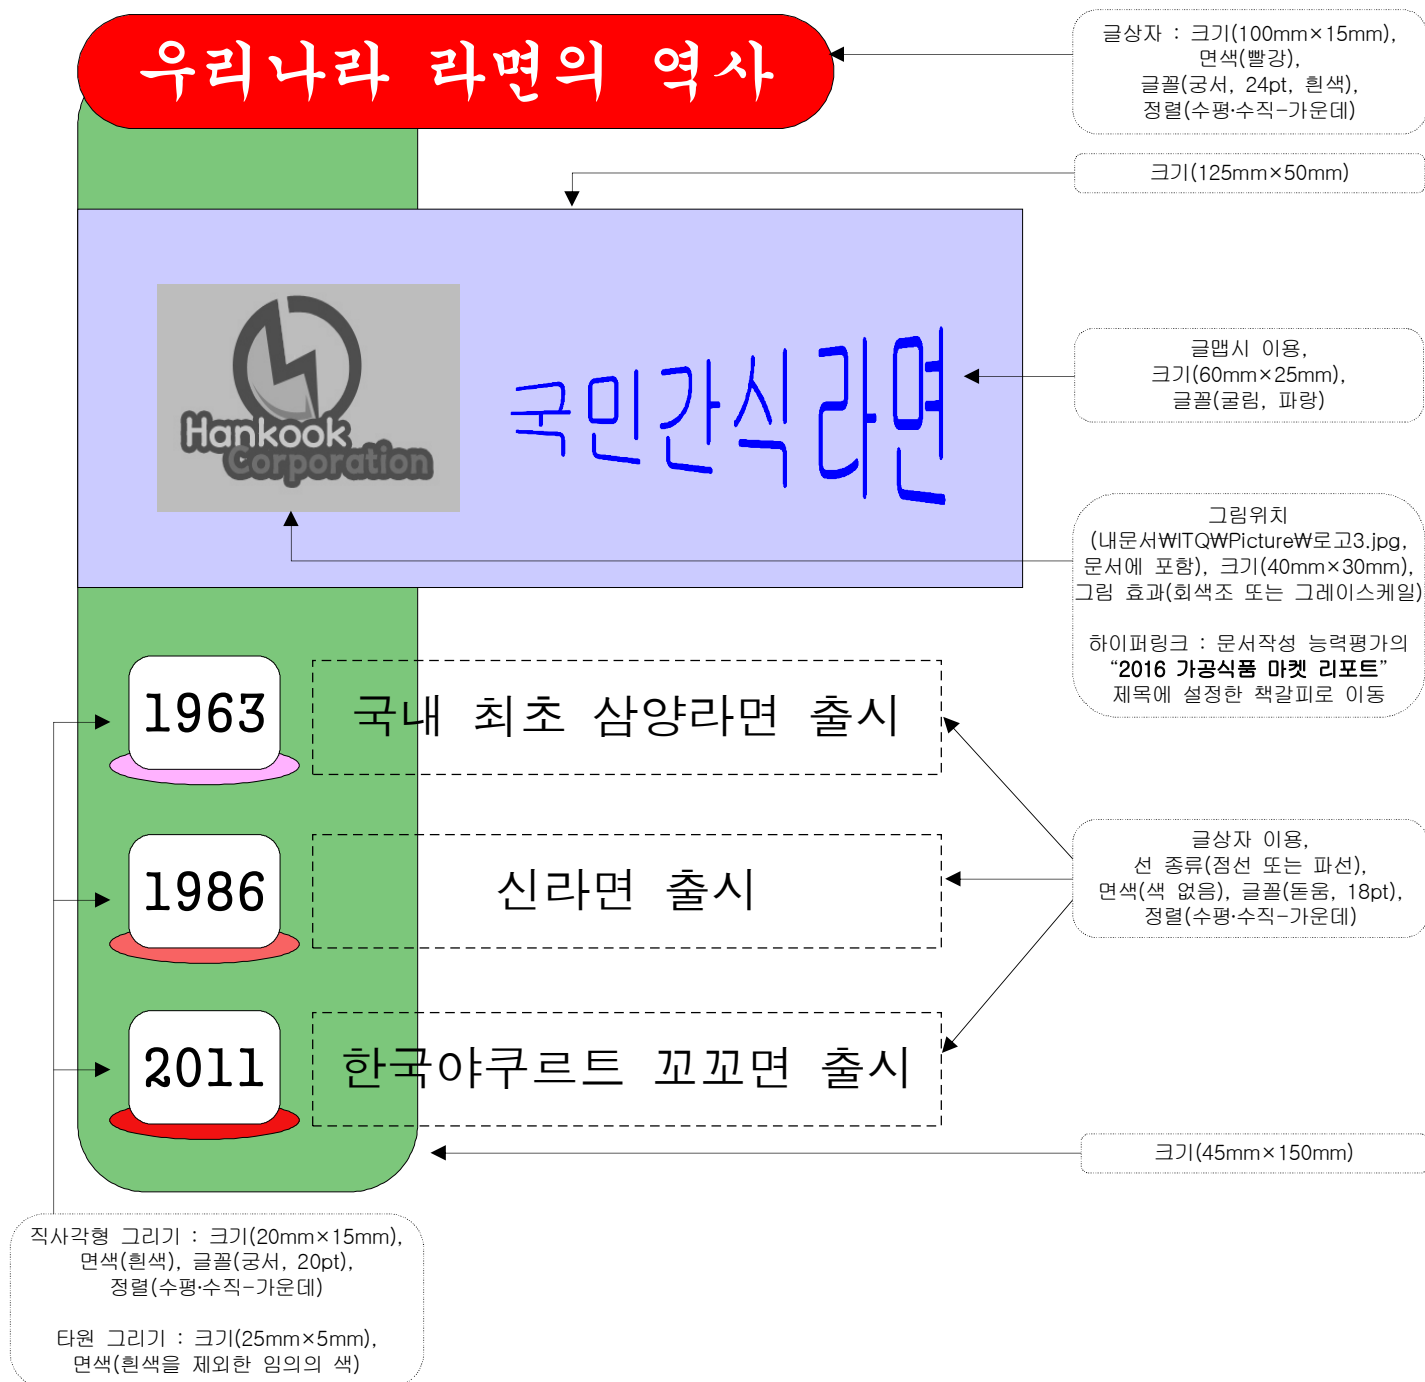 우리나라 라면의 역사
글상자 : 크기(100mm×15mm),
면색(빨강),
글꼴(궁서, 24pt, 흰색),
정렬(수평·수직-가운데)
크기(125mm×50mm)
Hankook
Corporation
국민간식라면
글맵시 이용,
크기(60mm×25mm),
글꼴(굴림, 파랑)
그림위치
(내문서₩ITQ₩Picture₩로고3.jpg,
문서에 포함), 크기(40mm×30mm),
그림 효과(회색조 또는 그레이스케일)
하이퍼링크 : 문서작성 능력평가의
“2016 가공식품 마켓 리포트”
제목에 설정한 책갈피로 이동
1963
국내 최초 삼양라면 출시
1986
신라면 출시
글상자 이용,
선 종류(점선 또는 파선),
면색(색 없음), 글꼴(돋움, 18pt),
정렬(수평·수직-가운데)
2011
한국야쿠르트 꼬꼬면 출시
크기(45mm×150mm)
직사각형 그리기 : 크기(20mm×15mm),
면색(흰색), 글꼴(궁서, 20pt),
정렬(수평·수직-가운데)
타원 그리기 : 크기(25mm×5mm),
면색(흰색을 제외한 임의의 색)